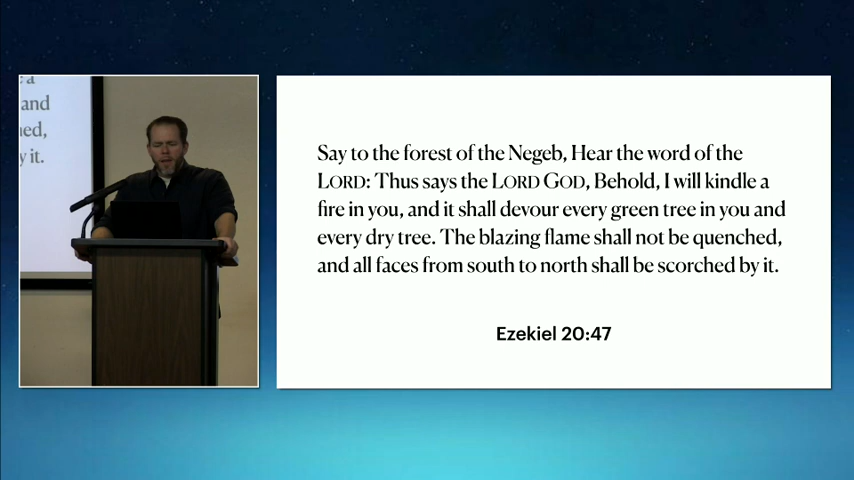 and
y it.
Say to the forest of the Negeb, Hear the word of the
LORD: Thus says the LORD GOD, Behold, I will kindle a
fire in you, and it shall devour every green tree in you and
every dry tree. The blazing flame shall not be quenched,
and all faces from south to north shall be scorched by it.
Ezekiel 20:47